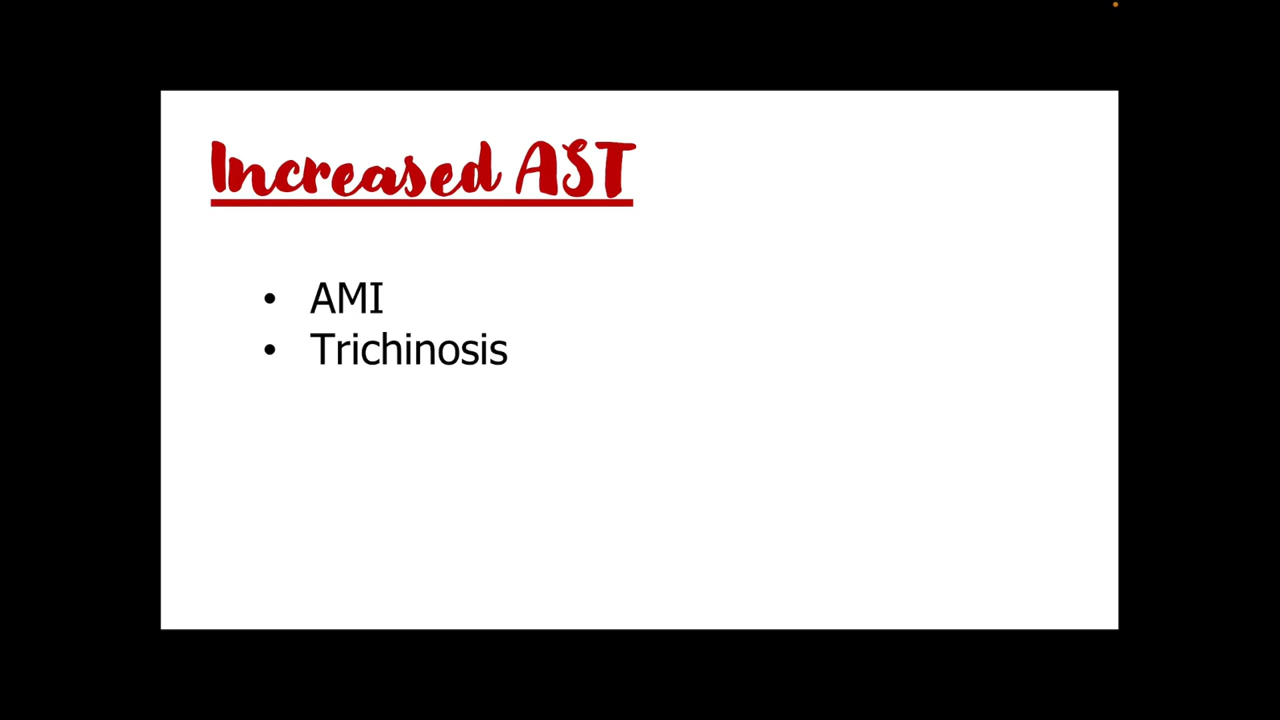 Increased AST
• AMI
• Trichinosis